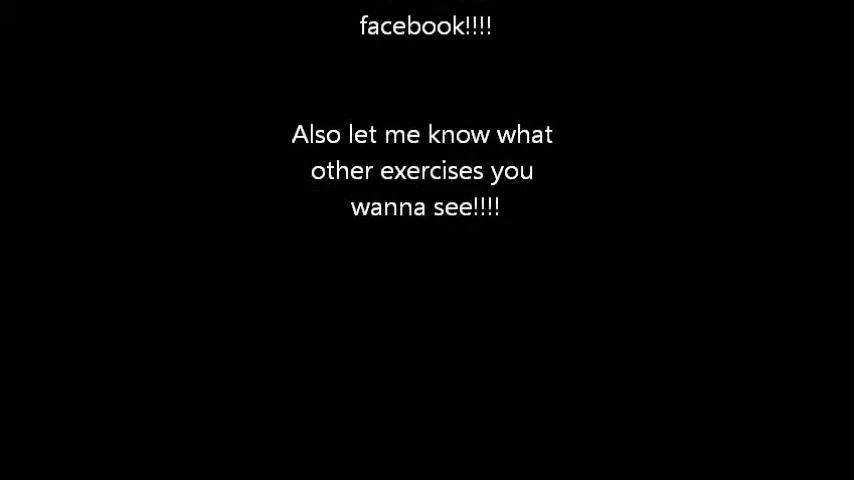 facebook!!!!
Also let me know what
other exercises you
wanna see!!!!